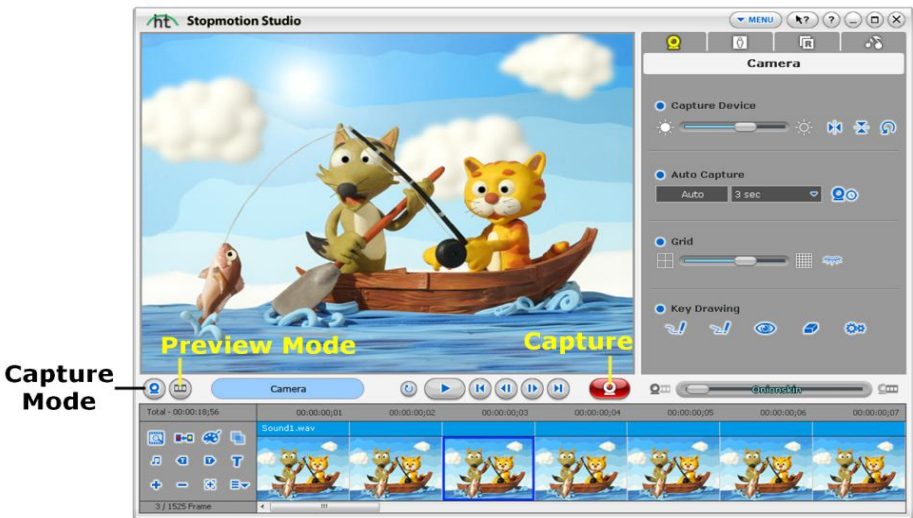 ht Stopmotion Studio
MENU
?
?
R
Camera
Capture Device
Auto Capture
Auto
3 sec
Grid
Key Drawing
Preview Mode
Capture
Capture
Mode
Camera
Onionskin
Total - 00:00:18;56
00:00:00;01
00:00:00;02
00:00:00;03
00:00:00;04
00:00:00;05
00:00:00;06
00:00:00;07
Sound1.wav
T
3 / 1525 Frame